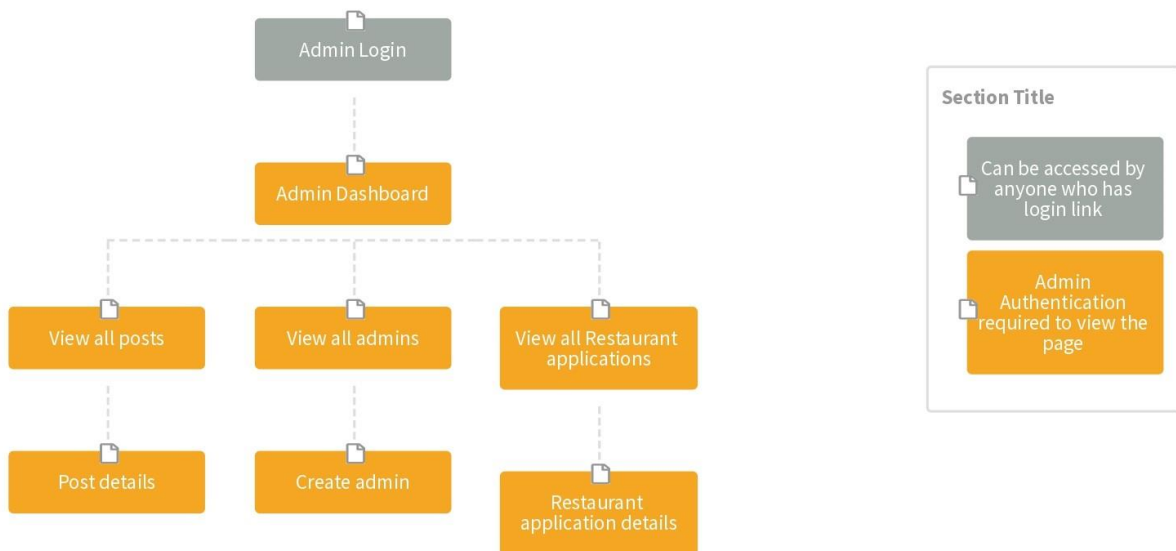 Admin Login
Admin Dashboard
View all posts
View all admins
View all Restaurant
applications
Post details
Create admin
Restaurant
application details
Section Title
Can be accessed by
anyone who has
login link
Admin
Authentication
required to view the
page